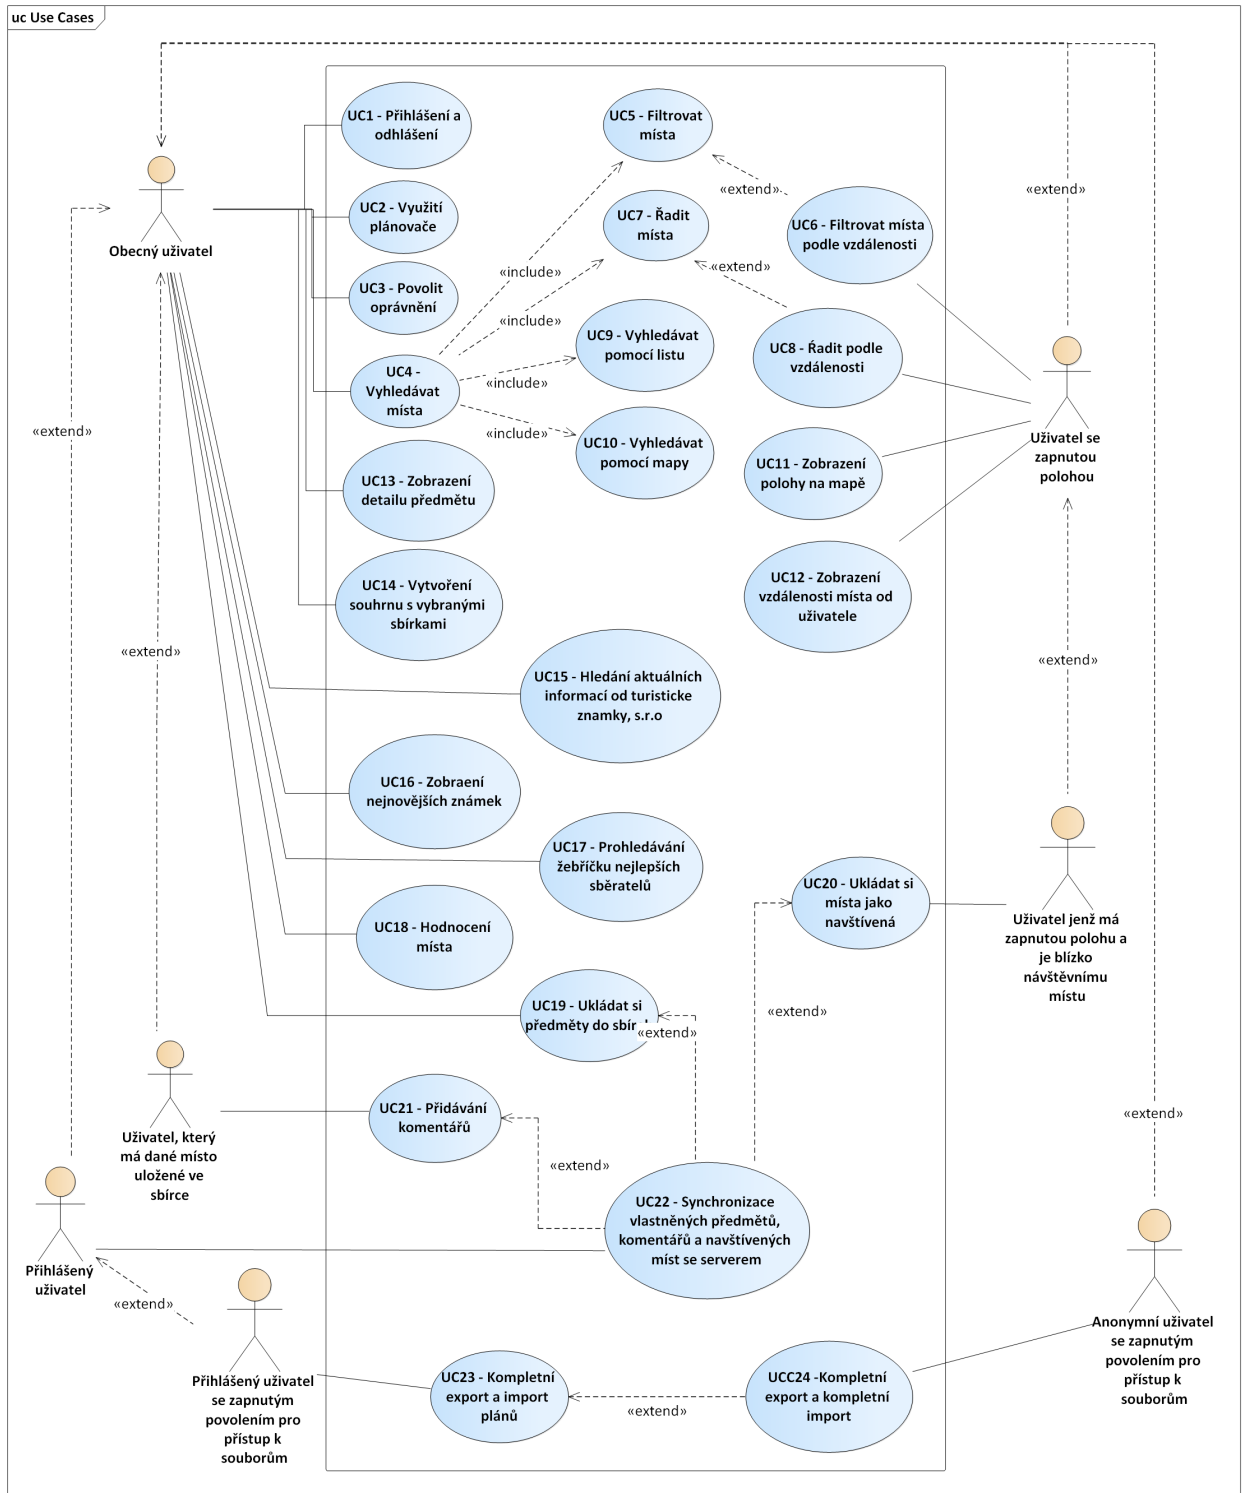 uc Use Cases
UC1 - Přihlášení a
odhlášení
UC5 - Filtrovat
místa
«extend»
«extend»
UC2 - Využití
plánovače
UC7 - Řadit
místa
UC6 - Filtrovat místa
podle vzdálenosti
Obecný uživatel
«extend»
«include»
UC3 - Povolit
oprávnění
«include»
UC9 - Vyhledávat
pomocí listu
UC8 - Řadit podle
vzdálenosti
UC4 -
Vyhledávat
místa
«include»
«extend»
«include»
UC10 - Vyhledávat
pomocí mapy
Uživatel se
zapnutou
polohou
UC11 - Zobrazení
polohy na mapě
UC13 - Zobrazení
detailu předmětu
UC12 - Zobrazení
vzdálenosti místa od
uživatele
UC14 - Vytvoření
souhrnu s vybranými
sbírkami
«extend»
«extend»
UC15 - Hledání aktuálních
informací od turisticke
znamky, s.r.o
UC16 - Zobraení
nejnovějších známek
UC17 - Prohledávání
žebříčku nejlepších
sběratelů
UC20 - Ukládat si
místa jako
navštívená
Uživatel jenž má
zapnutou polohu a
je blízko
návštěvnímu
místu
UC18 - Hodnocení
místa
UC19 - Ukládat si
předměty do
«extend»
«extend»
UC21 - Přidávání
komentářů
«extend»
Uživatel, který
má dané místo
uložené ve
sbírce
«extend»
UC22 - Synchronizace
vlastněných předmětů,
komentářů a navštívených
míst se serverem
Přihlášený
uživatel
«extend»
Anonymní uživatel
se zapnutým
povolením pro
přístup k
souborům
Přihlášený uživatel
se zapnutým
povolením pro
přístup k
souborům
UC23 - Kompletní
export a import
plánů
«extend»
UCC24 -Kompletní
export a kompletní
import